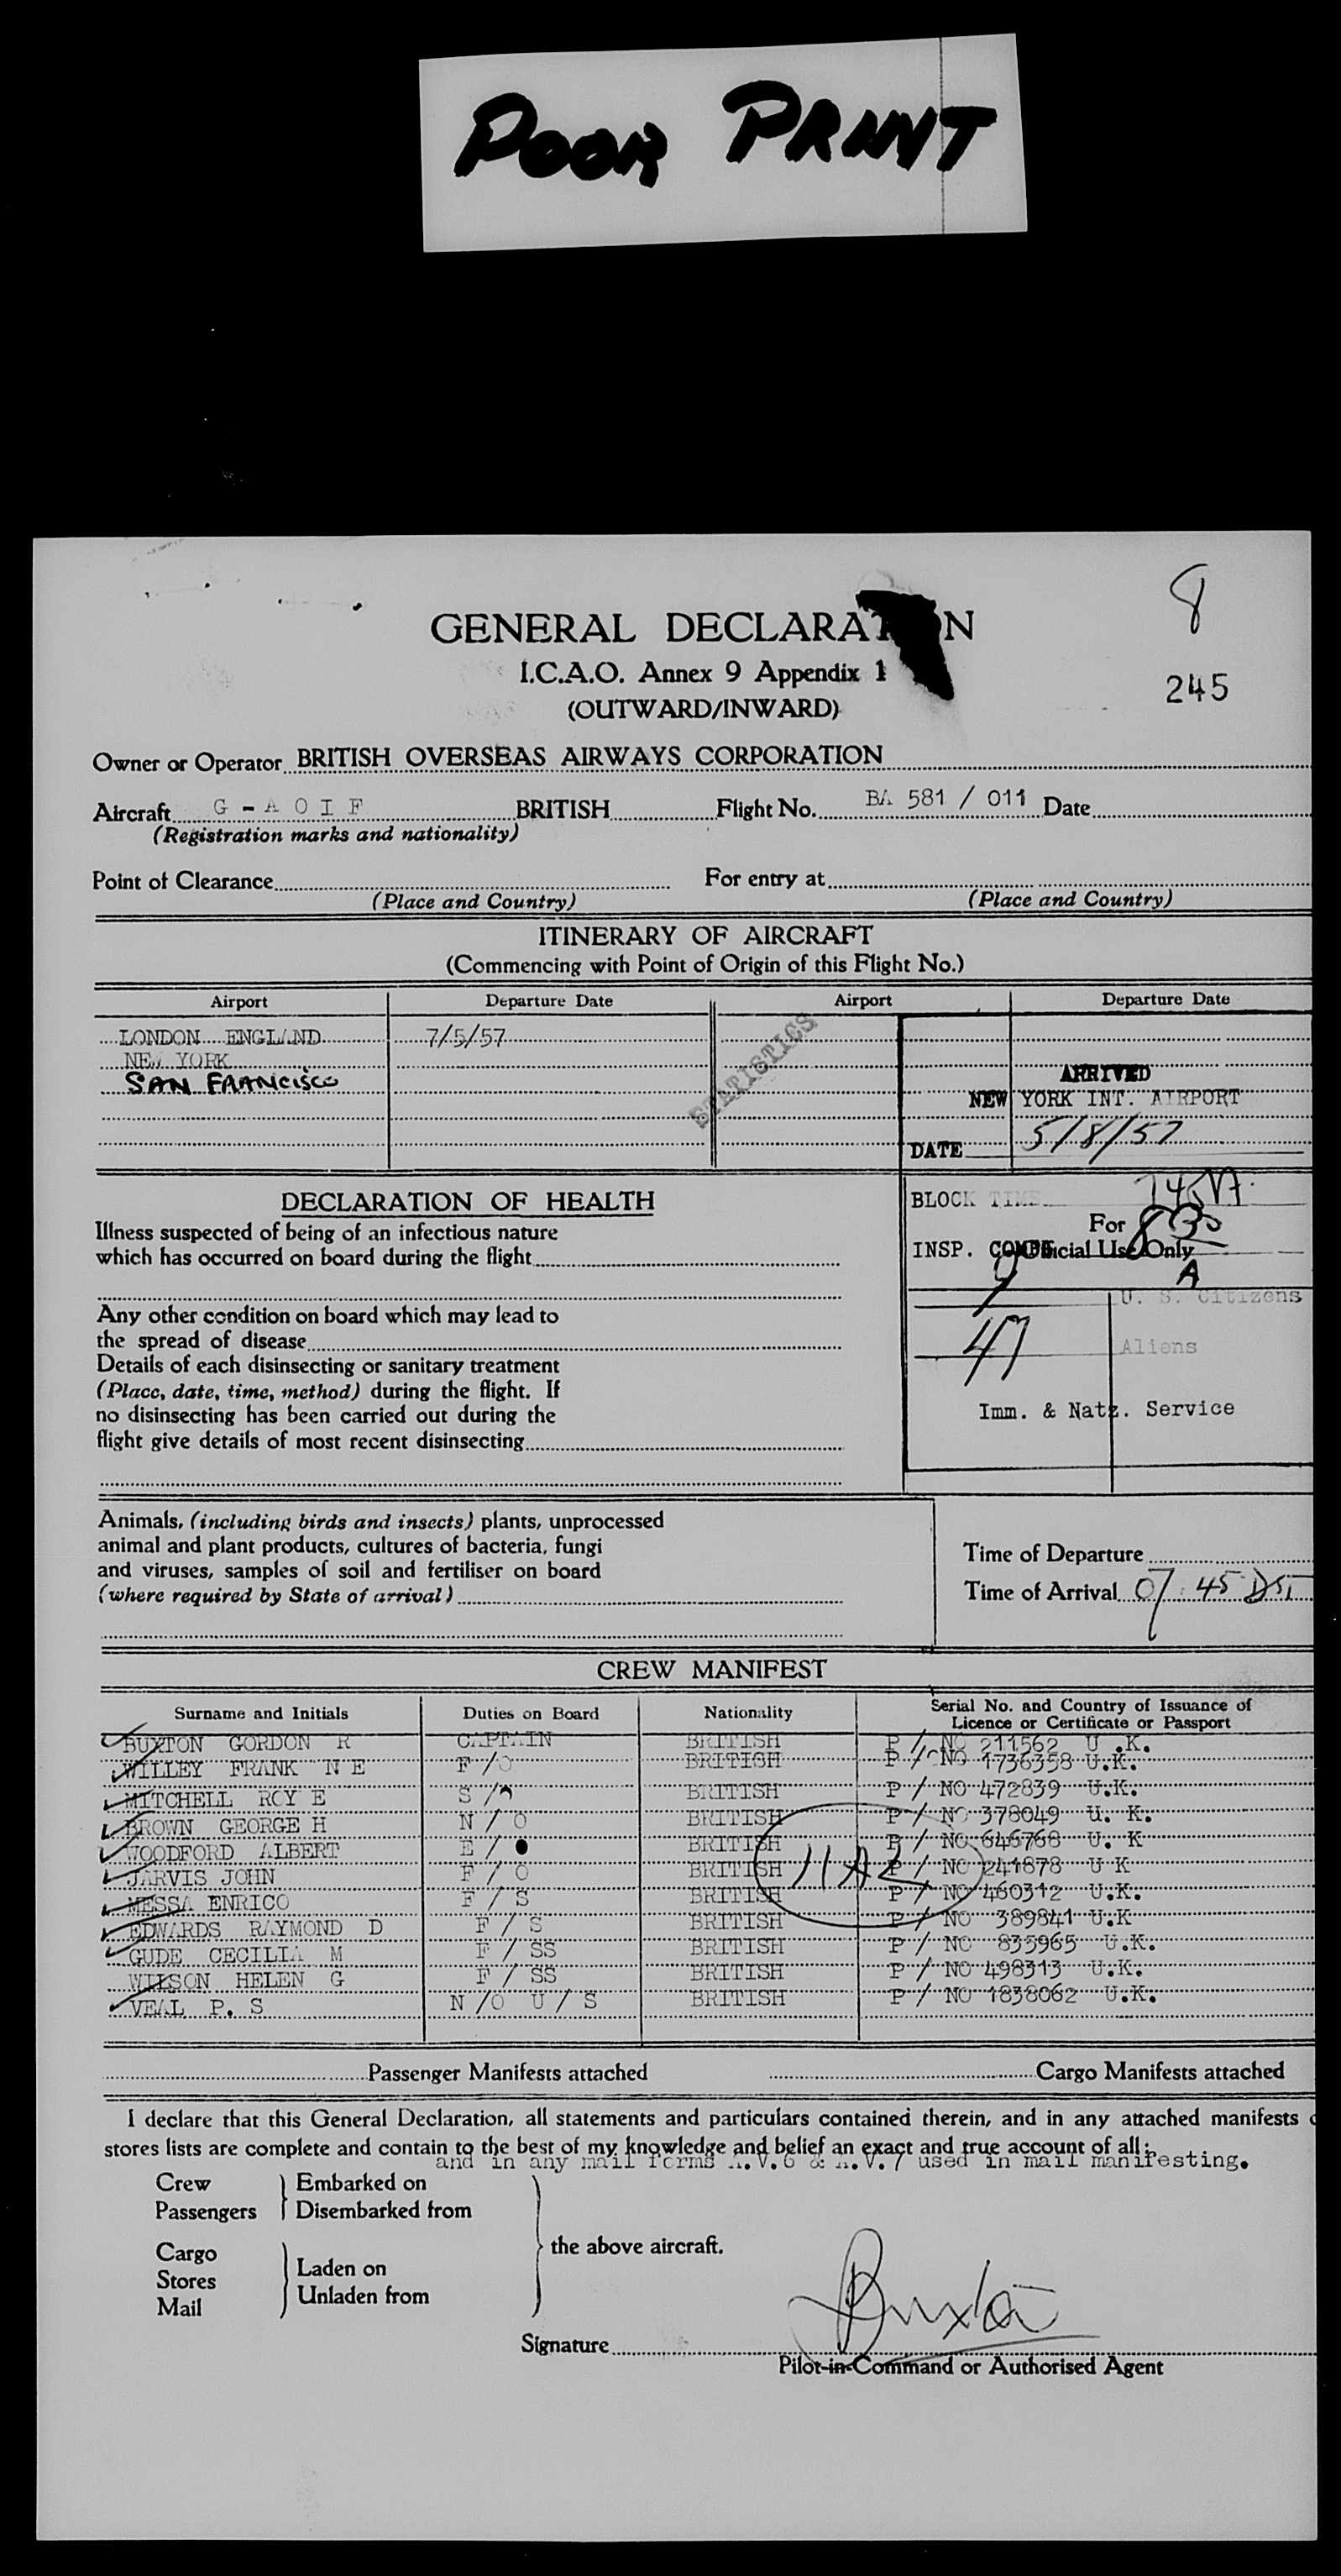 POOR PRINT
8
GENERAL DECLARATION
I.C.A.O. Annex 9 Appendix 1
245
(OUTWARD/INWARD)
Owner or Operator BRITISH OVERSEAS AIRWAYS CORPORATION
Aircraft G - A O I F BRITISH Flight No. BA 581 / 011 Date
(Registration marks and nationality)
Point of Clearance For entry at
(Place and Country) (Place and Country)
ITINERARY OF AIRCRAFT
(Commencing with Point of Origin of this Flight No.)
Airport Departure Date Airport Departure Date
LONDON ENGLAND 7/5/57
NEW YORK
SAN FRANCISCO
STATISTICS
ARRIVED
NEW YORK INT. AIRPORT
DATE 5/8/57
DECLARATION OF HEALTH
Illness suspected of being of an infectious nature
which has occurred on board during the flight
Any other condition on board which may lead to
the spread of disease
Details of each disinsecting or sanitary treatment
(Place, date, time, method) during the flight. If
no disinsecting has been carried out during the
flight give details of most recent disinsecting
BLOCK TIME
For
INSP. Official Use Only
A
U. S. Citizens
47 Aliens
Imm. & Natz. Service
Animals, (including birds and insects) plants, unprocessed
animal and plant products, cultures of bacteria, fungi
and viruses, samples of soil and fertiliser on board
(where required by State of arrival)
Time of Departure
Time of Arrival 07:45 DST
CREW MANIFEST
Surname and Initials Duties on Board Nationality Serial No. and Country of Issuance of Licence or Certificate or Passport
BUXTON GORDON R CAPTAIN BRITISH P / NO 211562 U.K.
WILLEY FRANK N E F/O BRITISH P / NO 1736358 U.K.
MITCHELL ROY E S / BRITISH P / NO 472839 U.K.
BROWN GEORGE H N / O BRITISH P / NO 378049 U. K.
WOODFORD ALBERT E / BRITISH P / NO 646768 U. K
JARVIS JOHN F / O BRITISH P / NO 241878 U K
MESSA ENRICO F / S BRITISH P / NO 460312 U.K.
EDWARDS RAYMOND D F / S BRITISH P / NO 389841 U.K
GUDE CECILIA M F / SS BRITISH P / NO 835965 U.K.
WILSON HELEN G F / SS BRITISH P / NO 498313 U.K.
VEAL P. S N /O U / S BRITISH P / NO 1838062 U.K.
Passenger Manifests attached Cargo Manifests attached
I declare that this General Declaration, all statements and particulars contained therein, and in any attached manifests
stores lists are complete and contain to the best of my knowledge and belief an exact and true account of all:
and in any mail forms A.V.6 & A.V.7 used in mail manifesting.
Crew Embarked on
Passengers Disembarked from
the above aircraft.
Cargo
Stores Laden on
Mail Unladen from
Signature Buxton
Pilot-in-Command or Authorised Agent